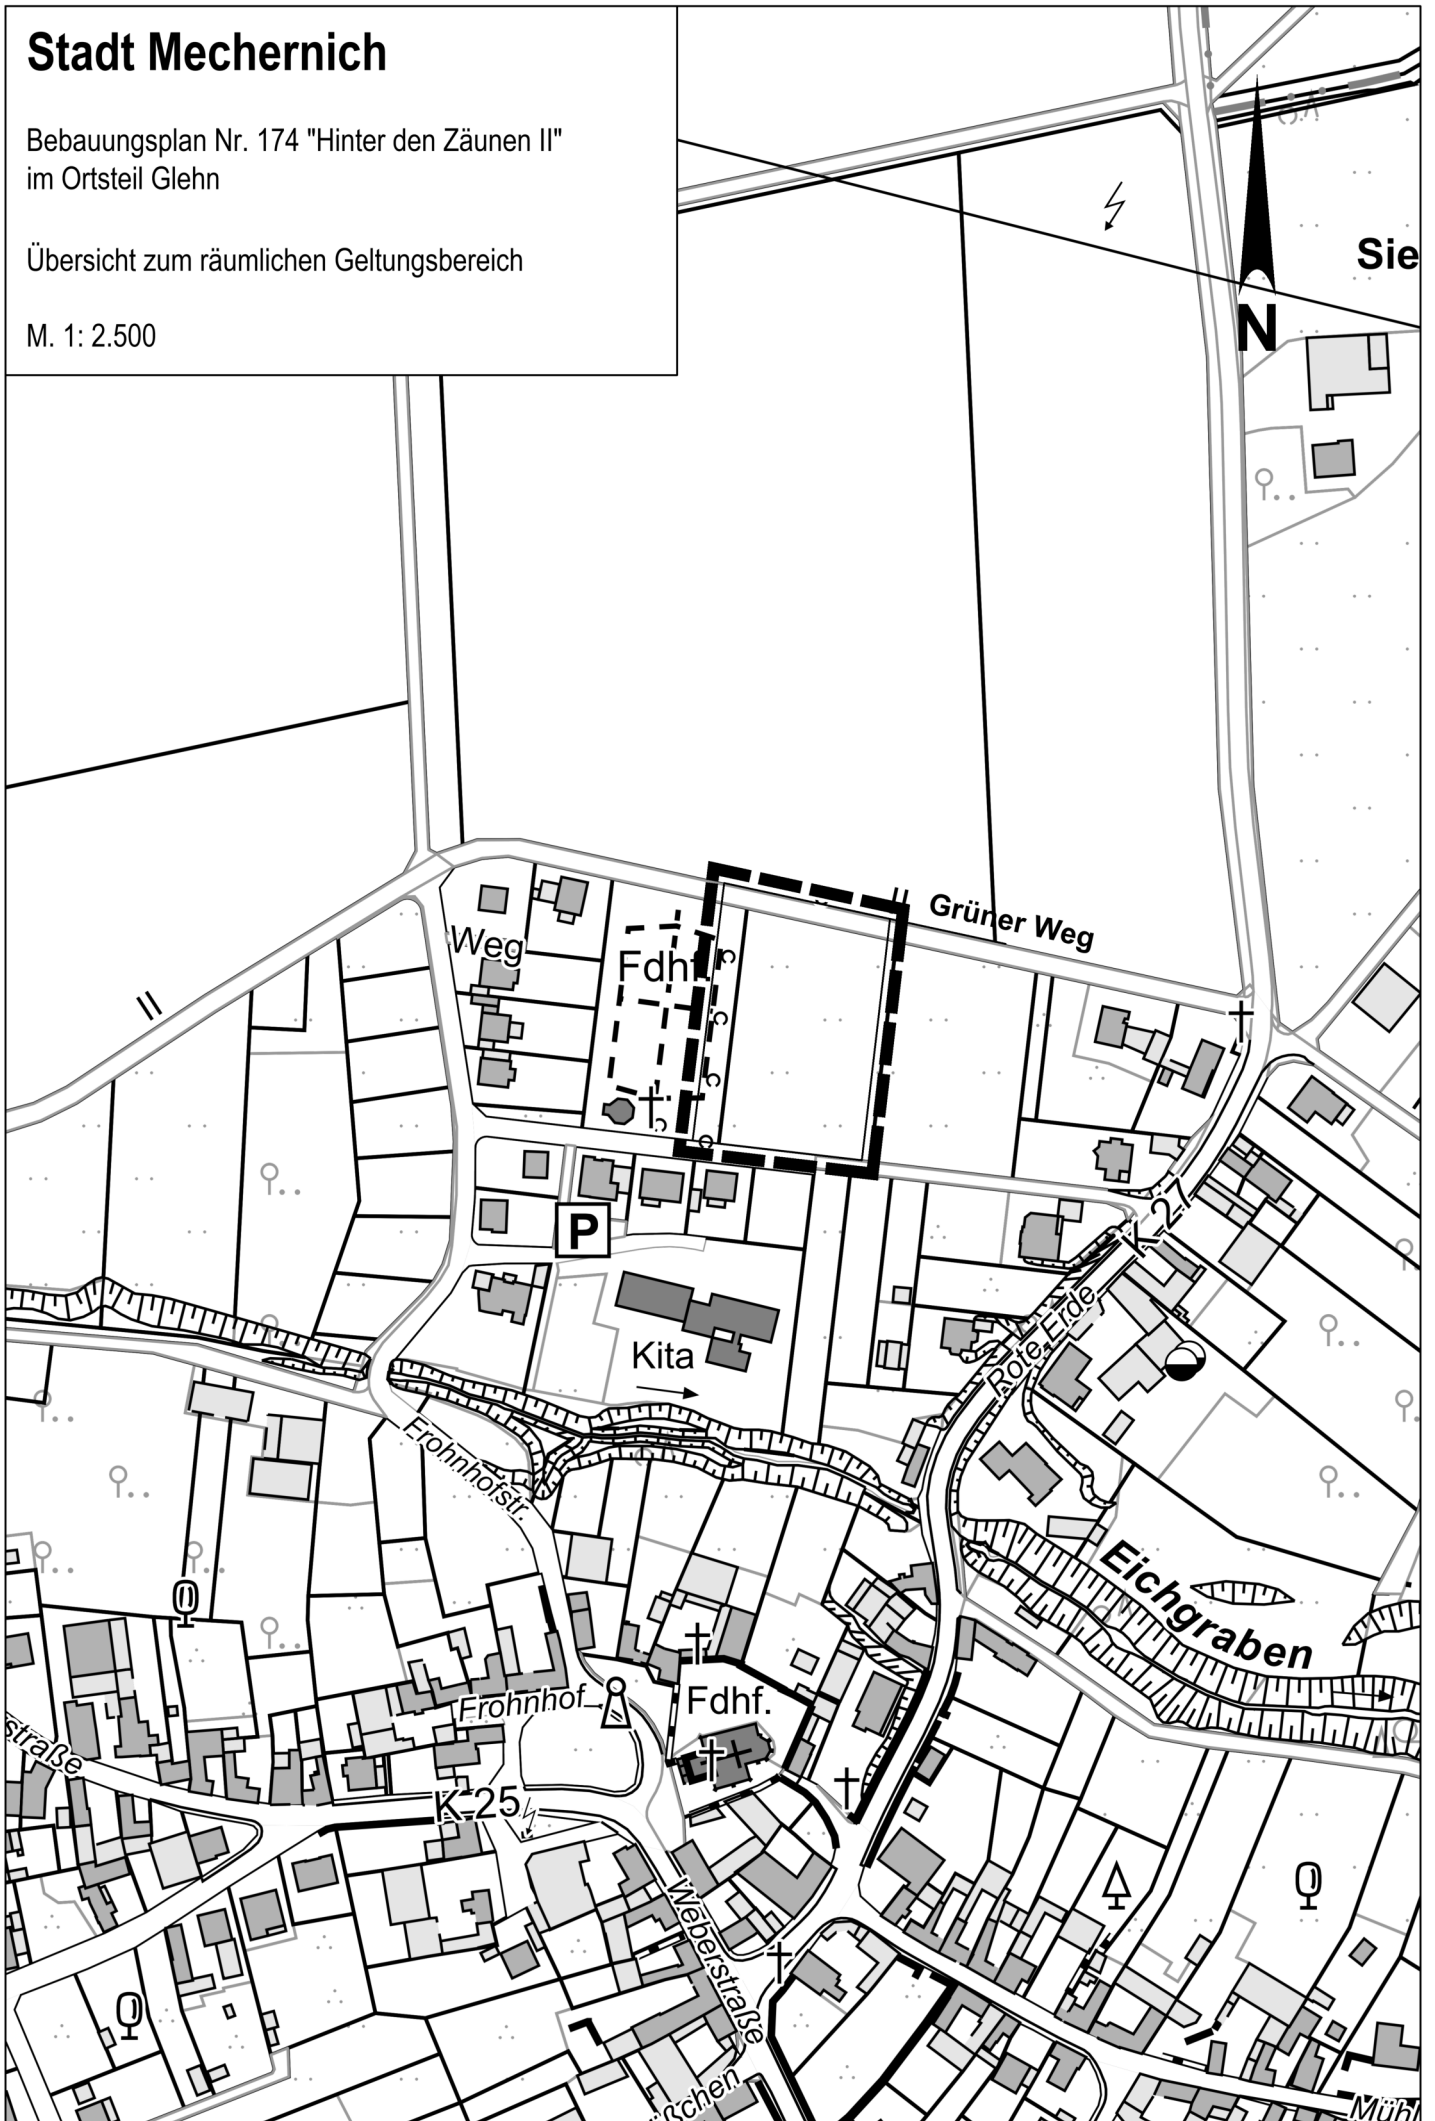 Stadt Mechernich
Bebauungsplan Nr. 174 "Hinter den Zäunen II"
im Ortsteil Glehn
Übersicht zum räumlichen Geltungsbereich
M. 1: 2.500
Sie
N
Grüner Weg
Weg
Fdhf.
P
Kita
Rote Erde
Frohnhofstr.
Eichgraben
Frohnhof
Fdhf.
straße
K 25
Weberstraße
ßchen
Mühl